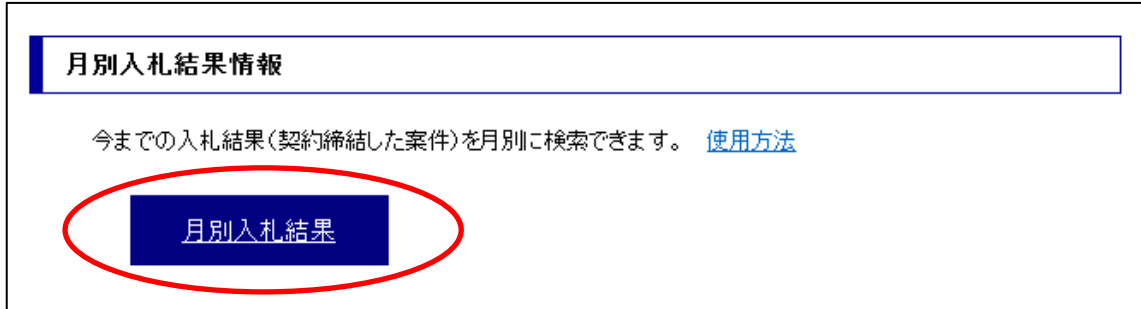 月別入札結果情報
今までの入札結果(契約締結した案件)を月別に検索できます。 使用方法
月別入札結果